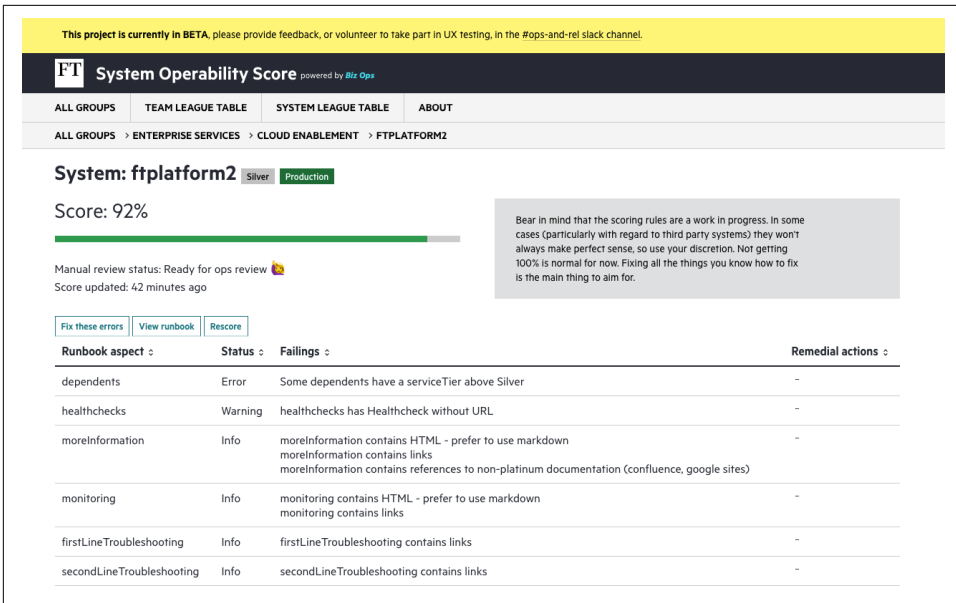 This project is currently in BETA, please provide feedback, or volunteer to take part in UX testing, in the #ops-and-rel slack channel.
FT System Operability Score powered by Biz Ops
ALL GROUPS TEAM LEAGUE TABLE SYSTEM LEAGUE TABLE ABOUT
ALL GROUPS > ENTERPRISE SERVICES > CLOUD ENABLEMENT > FTPLATFORM2
System: ftplatform2 Silver Production
Score: 92%
Bear in mind that the scoring rules are a work in progress. In some
cases (particularly with regard to third party systems) they won't
always make perfect sense, so use your discretion. Not getting
100% is normal for now. Fixing all the things you know how to fix
is the main thing to aim for.
Manual review status: Ready for ops review 🙋
Score updated: 42 minutes ago
Fix these errors View runbook Rescore
Runbook aspect Status Failings Remedial actions
dependents Error Some dependents have a serviceTier above Silver -
healthchecks Warning healthchecks has Healthcheck without URL -
moreInformation Info moreInformation contains HTML - prefer to use markdown -
moreInformation contains links
moreInformation contains references to non-platinum documentation (confluence, google sites)
monitoring Info monitoring contains HTML - prefer to use markdown -
monitoring contains links
firstLineTroubleshooting Info firstLineTroubleshooting contains links -
secondLineTroubleshooting Info secondLineTroubleshooting contains links -